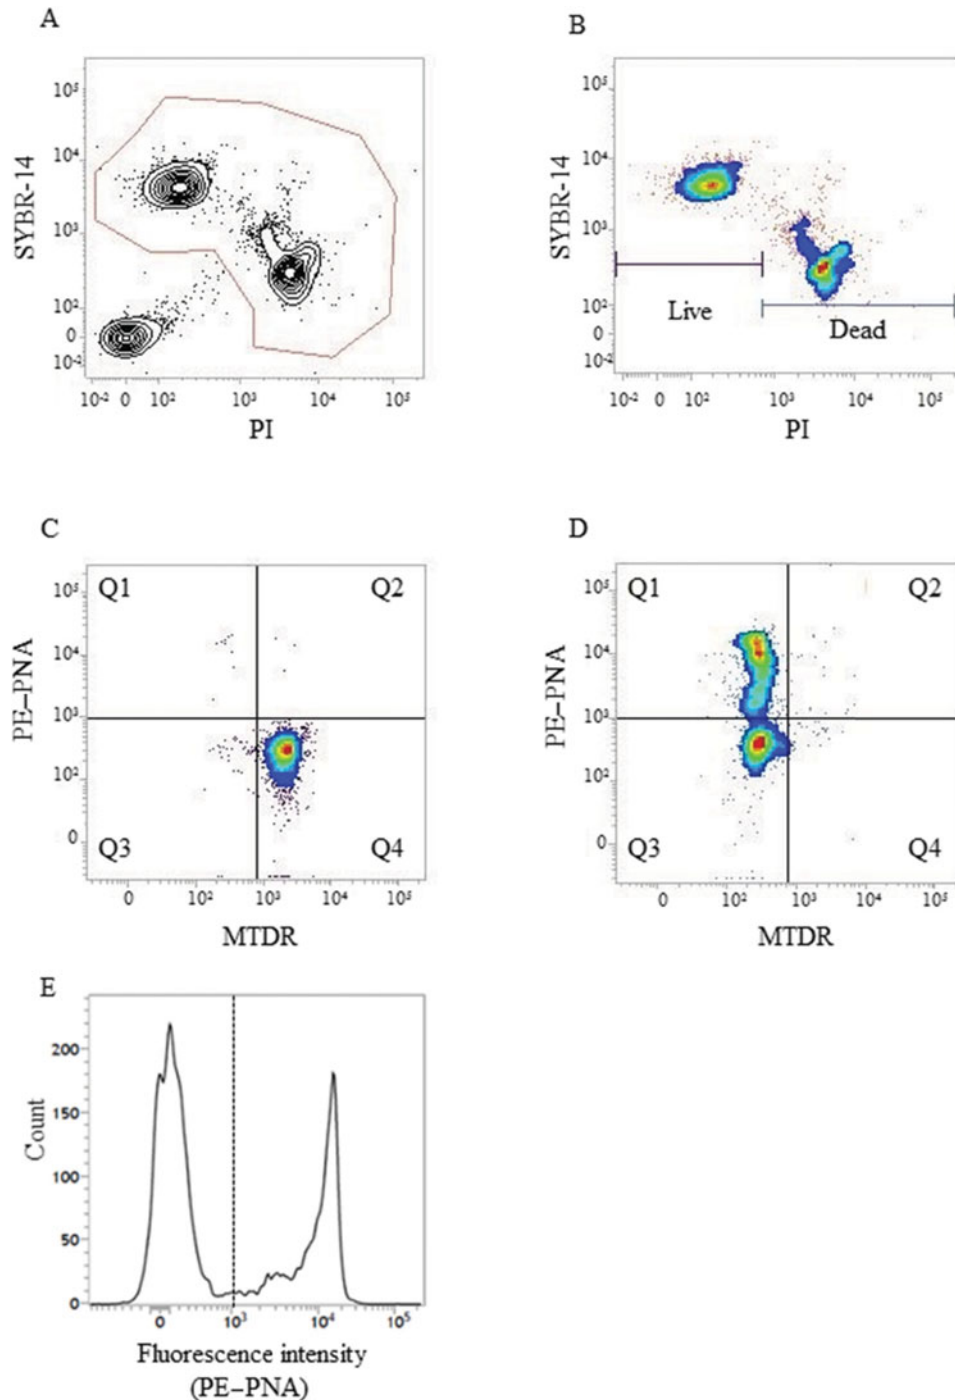 A
SYBR-14
10⁵
10⁴
10³
10²
0
10⁻²
10⁻² 0 10² 10³ 10⁴ 10⁵
PI
B
SYBR-14
10⁵
10⁴
10³
10²
0
10⁻²
Live
Dead
10⁻² 0 10² 10³ 10⁴ 10⁵
PI
C
PE–PNA
10⁵
10⁴
10³
10²
0
Q1 Q2
Q3 Q4
0 10² 10³ 10⁴ 10⁵
MTDR
D
PE–PNA
10⁵
10⁴
10³
10²
0
Q1 Q2
Q3 Q4
0 10² 10³ 10⁴ 10⁵
MTDR
E
Count
200
150
100
50
0
0 10³ 10⁴ 10⁵
Fluorescence intensity
(PE–PNA)